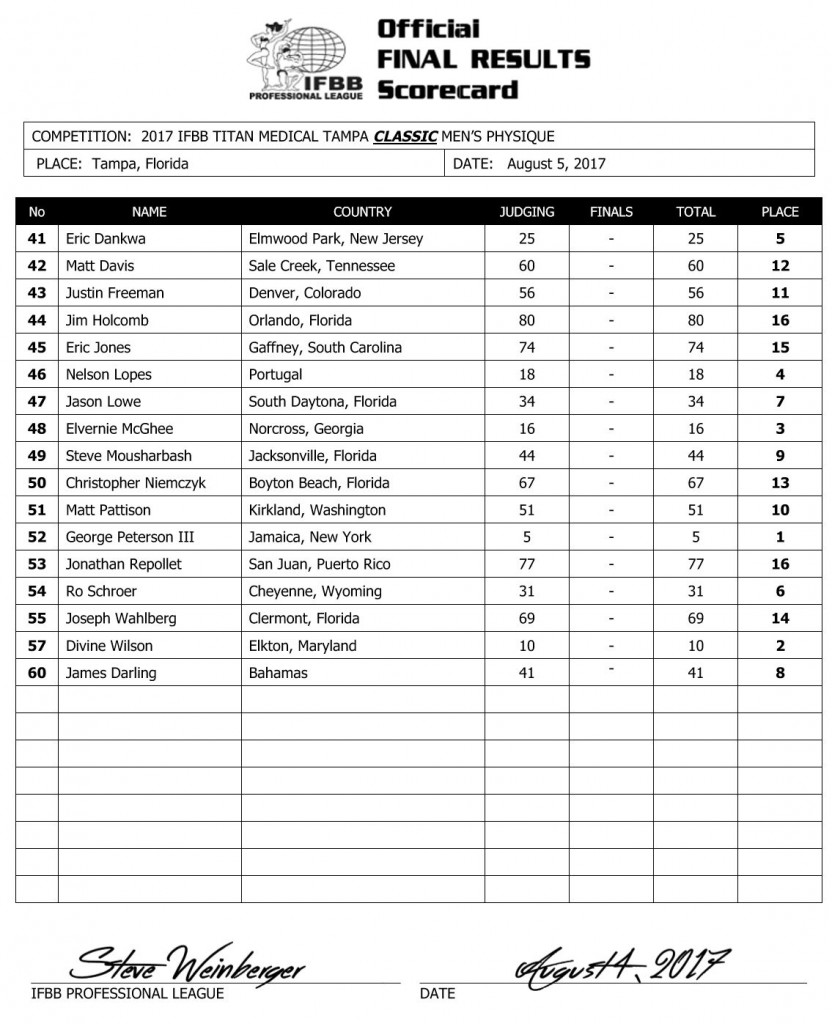 Official
FINAL RESULTS
Scorecard
IFBB
PROFESSIONAL LEAGUE
COMPETITION: 2017 IFBB TITAN MEDICAL TAMPA CLASSIC MEN'S PHYSIQUE
PLACE: Tampa, Florida DATE: August 5, 2017
No NAME COUNTRY JUDGING FINALS TOTAL PLACE
41 Eric Dankwa Elmwood Park, New Jersey 25 - 25 5
42 Matt Davis Sale Creek, Tennessee 60 - 60 12
43 Justin Freeman Denver, Colorado 56 - 56 11
44 Jim Holcomb Orlando, Florida 80 - 80 16
45 Eric Jones Gaffney, South Carolina 74 - 74 15
46 Nelson Lopes Portugal 18 - 18 4
47 Jason Lowe South Daytona, Florida 34 - 34 7
48 Elvernie McGhee Norcross, Georgia 16 - 16 3
49 Steve Mousharbash Jacksonville, Florida 44 - 44 9
50 Christopher Niemczyk Boyton Beach, Florida 67 - 67 13
51 Matt Pattison Kirkland, Washington 51 - 51 10
52 George Peterson III Jamaica, New York 5 - 5 1
53 Jonathan Repollet San Juan, Puerto Rico 77 - 77 16
54 Ro Schroer Cheyenne, Wyoming 31 - 31 6
55 Joseph Wahlberg Clermont, Florida 69 - 69 14
57 Divine Wilson Elkton, Maryland 10 - 10 2
60 James Darling Bahamas 41 - 41 8
Steve Weinberger August 4, 2017
IFBB PROFESSIONAL LEAGUE DATE